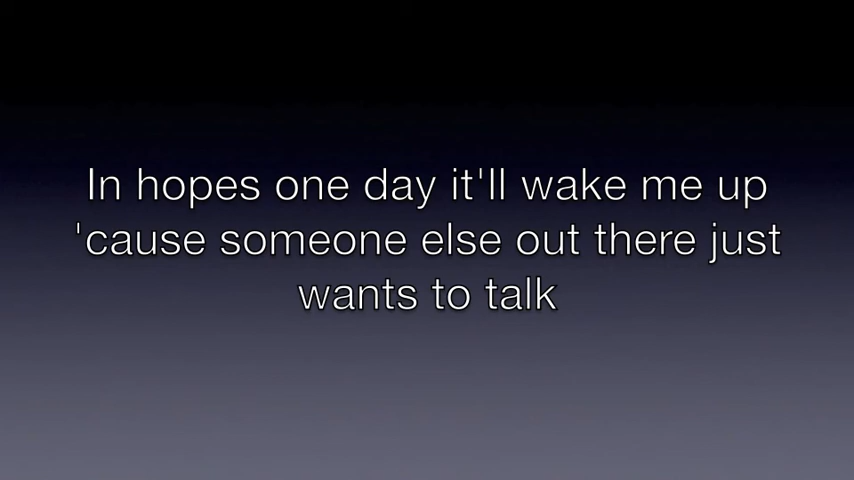 In hopes one day it'll wake me up
'cause someone else out there just
wants to talk